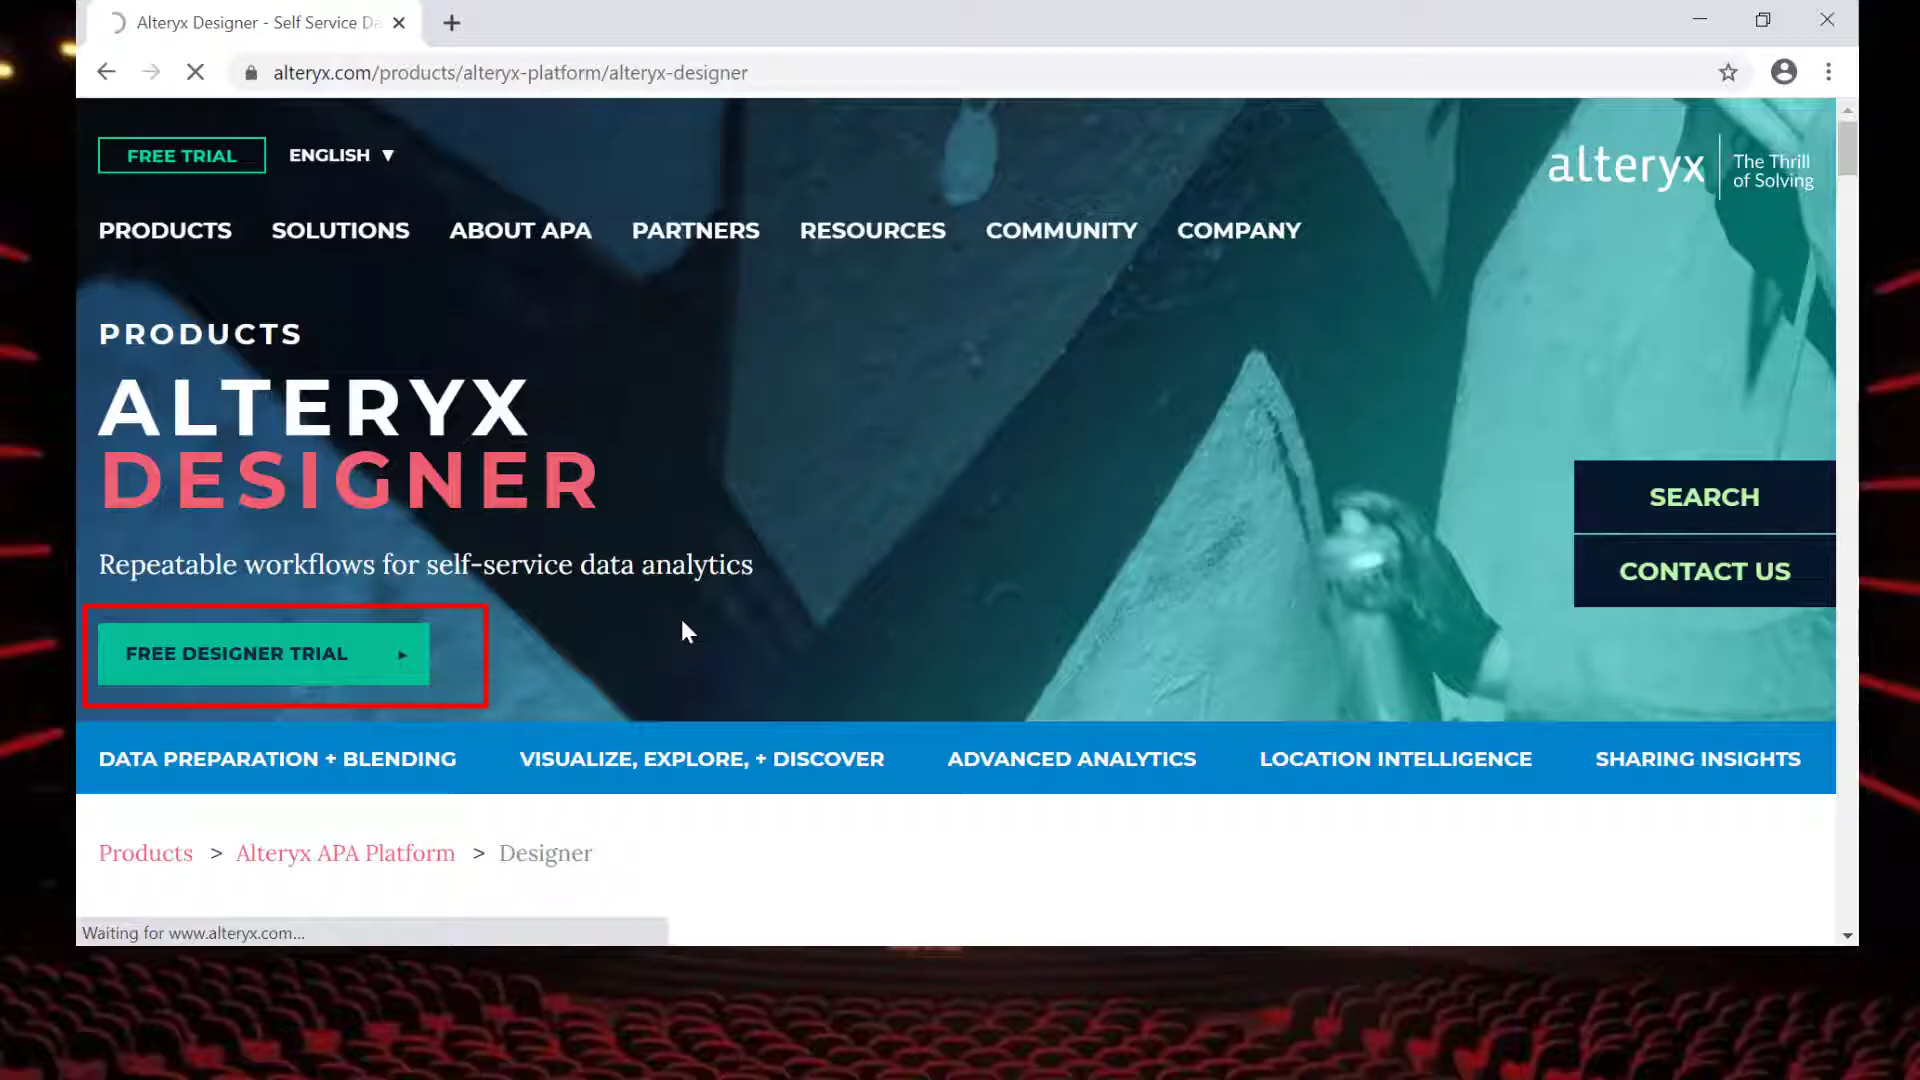 Alteryx Designer - Self Service Da
alteryx.com/products/alteryx-platform/alteryx-designer
FREE TRIAL
ENGLISH ▼
alteryx
The Thrill
of Solving
PRODUCTS SOLUTIONS ABOUT APA PARTNERS RESOURCES COMMUNITY COMPANY
PRODUCTS
ALTERYX
DESIGNER
Repeatable workflows for self-service data analytics
SEARCH
CONTACT US
FREE DESIGNER TRIAL ▸
DATA PREPARATION + BLENDING VISUALIZE, EXPLORE, + DISCOVER ADVANCED ANALYTICS LOCATION INTELLIGENCE SHARING INSIGHTS
Products > Alteryx APA Platform > Designer
Waiting for www.alteryx.com...